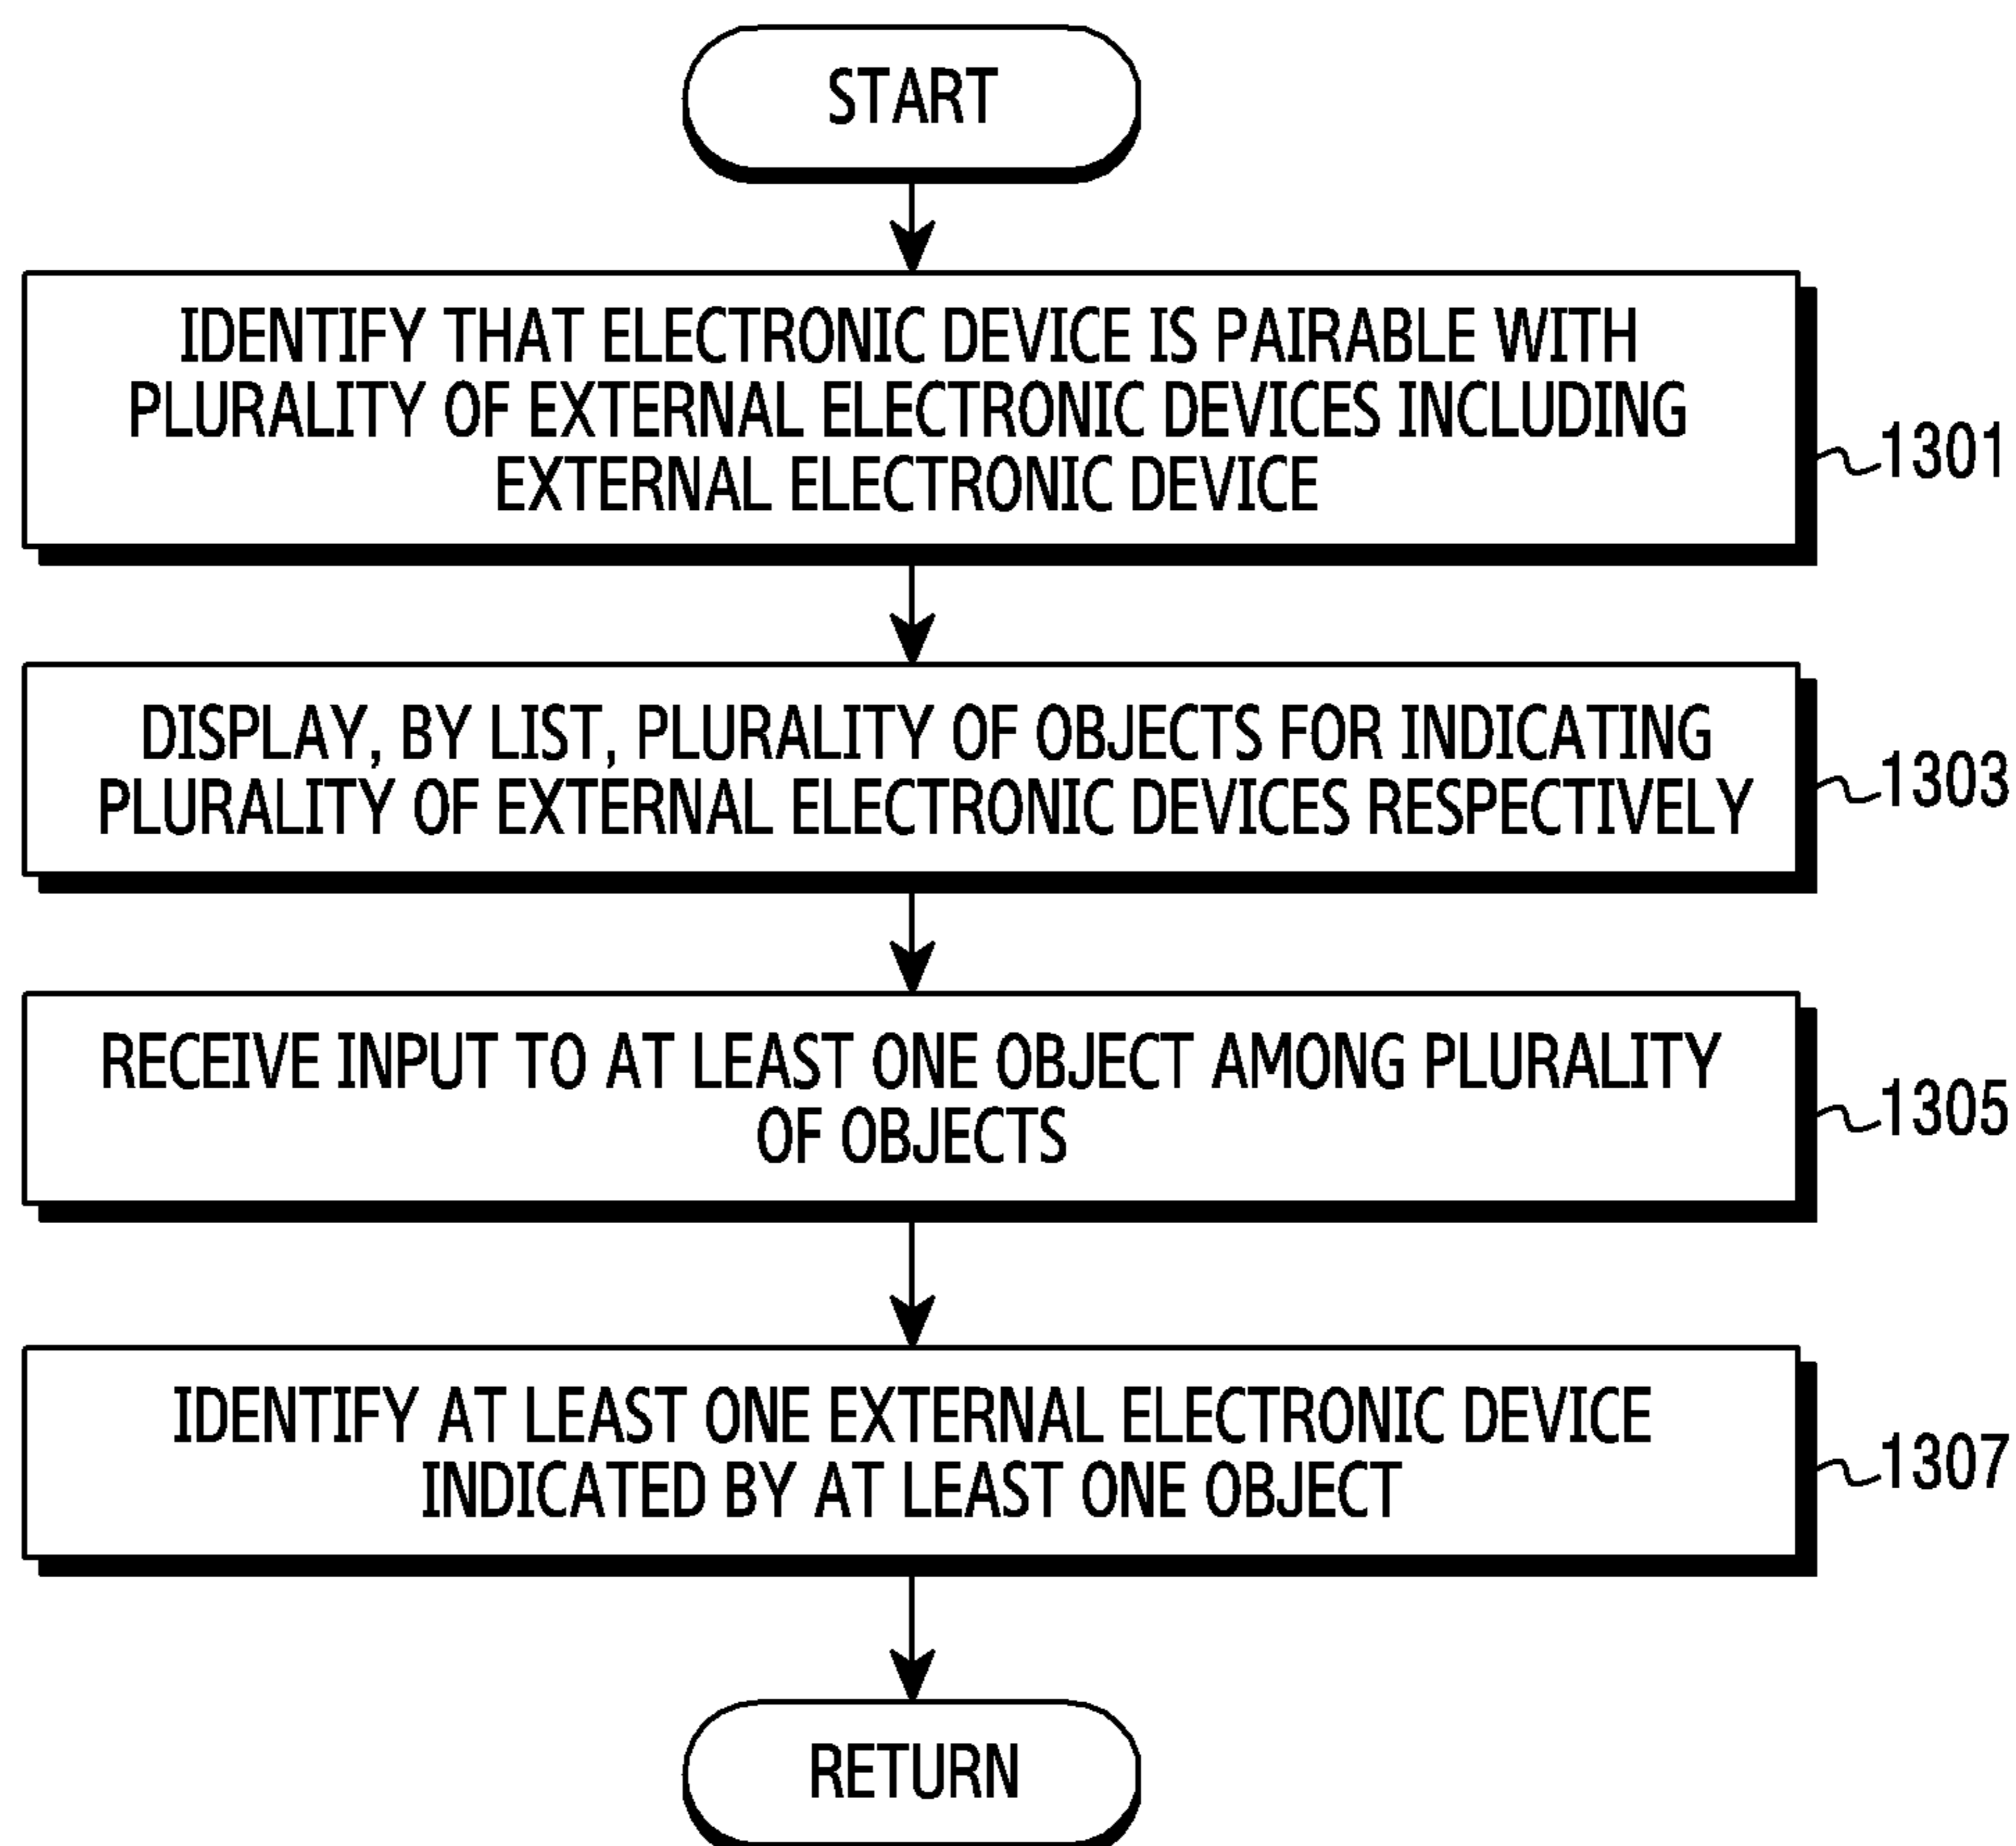 START
IDENTIFY THAT ELECTRONIC DEVICE IS PAIRABLE WITH
PLURALITY OF EXTERNAL ELECTRONIC DEVICES INCLUDING
EXTERNAL ELECTRONIC DEVICE
1301
DISPLAY, BY LIST, PLURALITY OF OBJECTS FOR INDICATING
PLURALITY OF EXTERNAL ELECTRONIC DEVICES RESPECTIVELY
1303
RECEIVE INPUT TO AT LEAST ONE OBJECT AMONG PLURALITY
OF OBJECTS
1305
IDENTIFY AT LEAST ONE EXTERNAL ELECTRONIC DEVICE
INDICATED BY AT LEAST ONE OBJECT
1307
RETURN